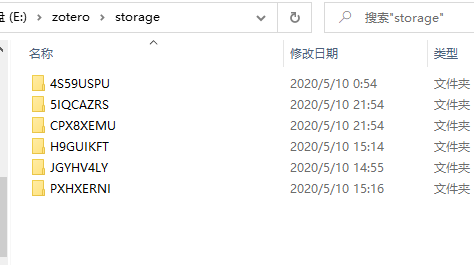 盘 (E:) > zotero > storage
搜索"storage"
名称 修改日期 类型
4S59USPU 2020/5/10 0:54 文件夹
5IQCAZRS 2020/5/10 21:54 文件夹
CPX8XEMU 2020/5/10 21:54 文件夹
H9GUIKFT 2020/5/10 15:14 文件夹
JGYHV4LY 2020/5/10 14:55 文件夹
PXHXERNI 2020/5/10 15:16 文件夹